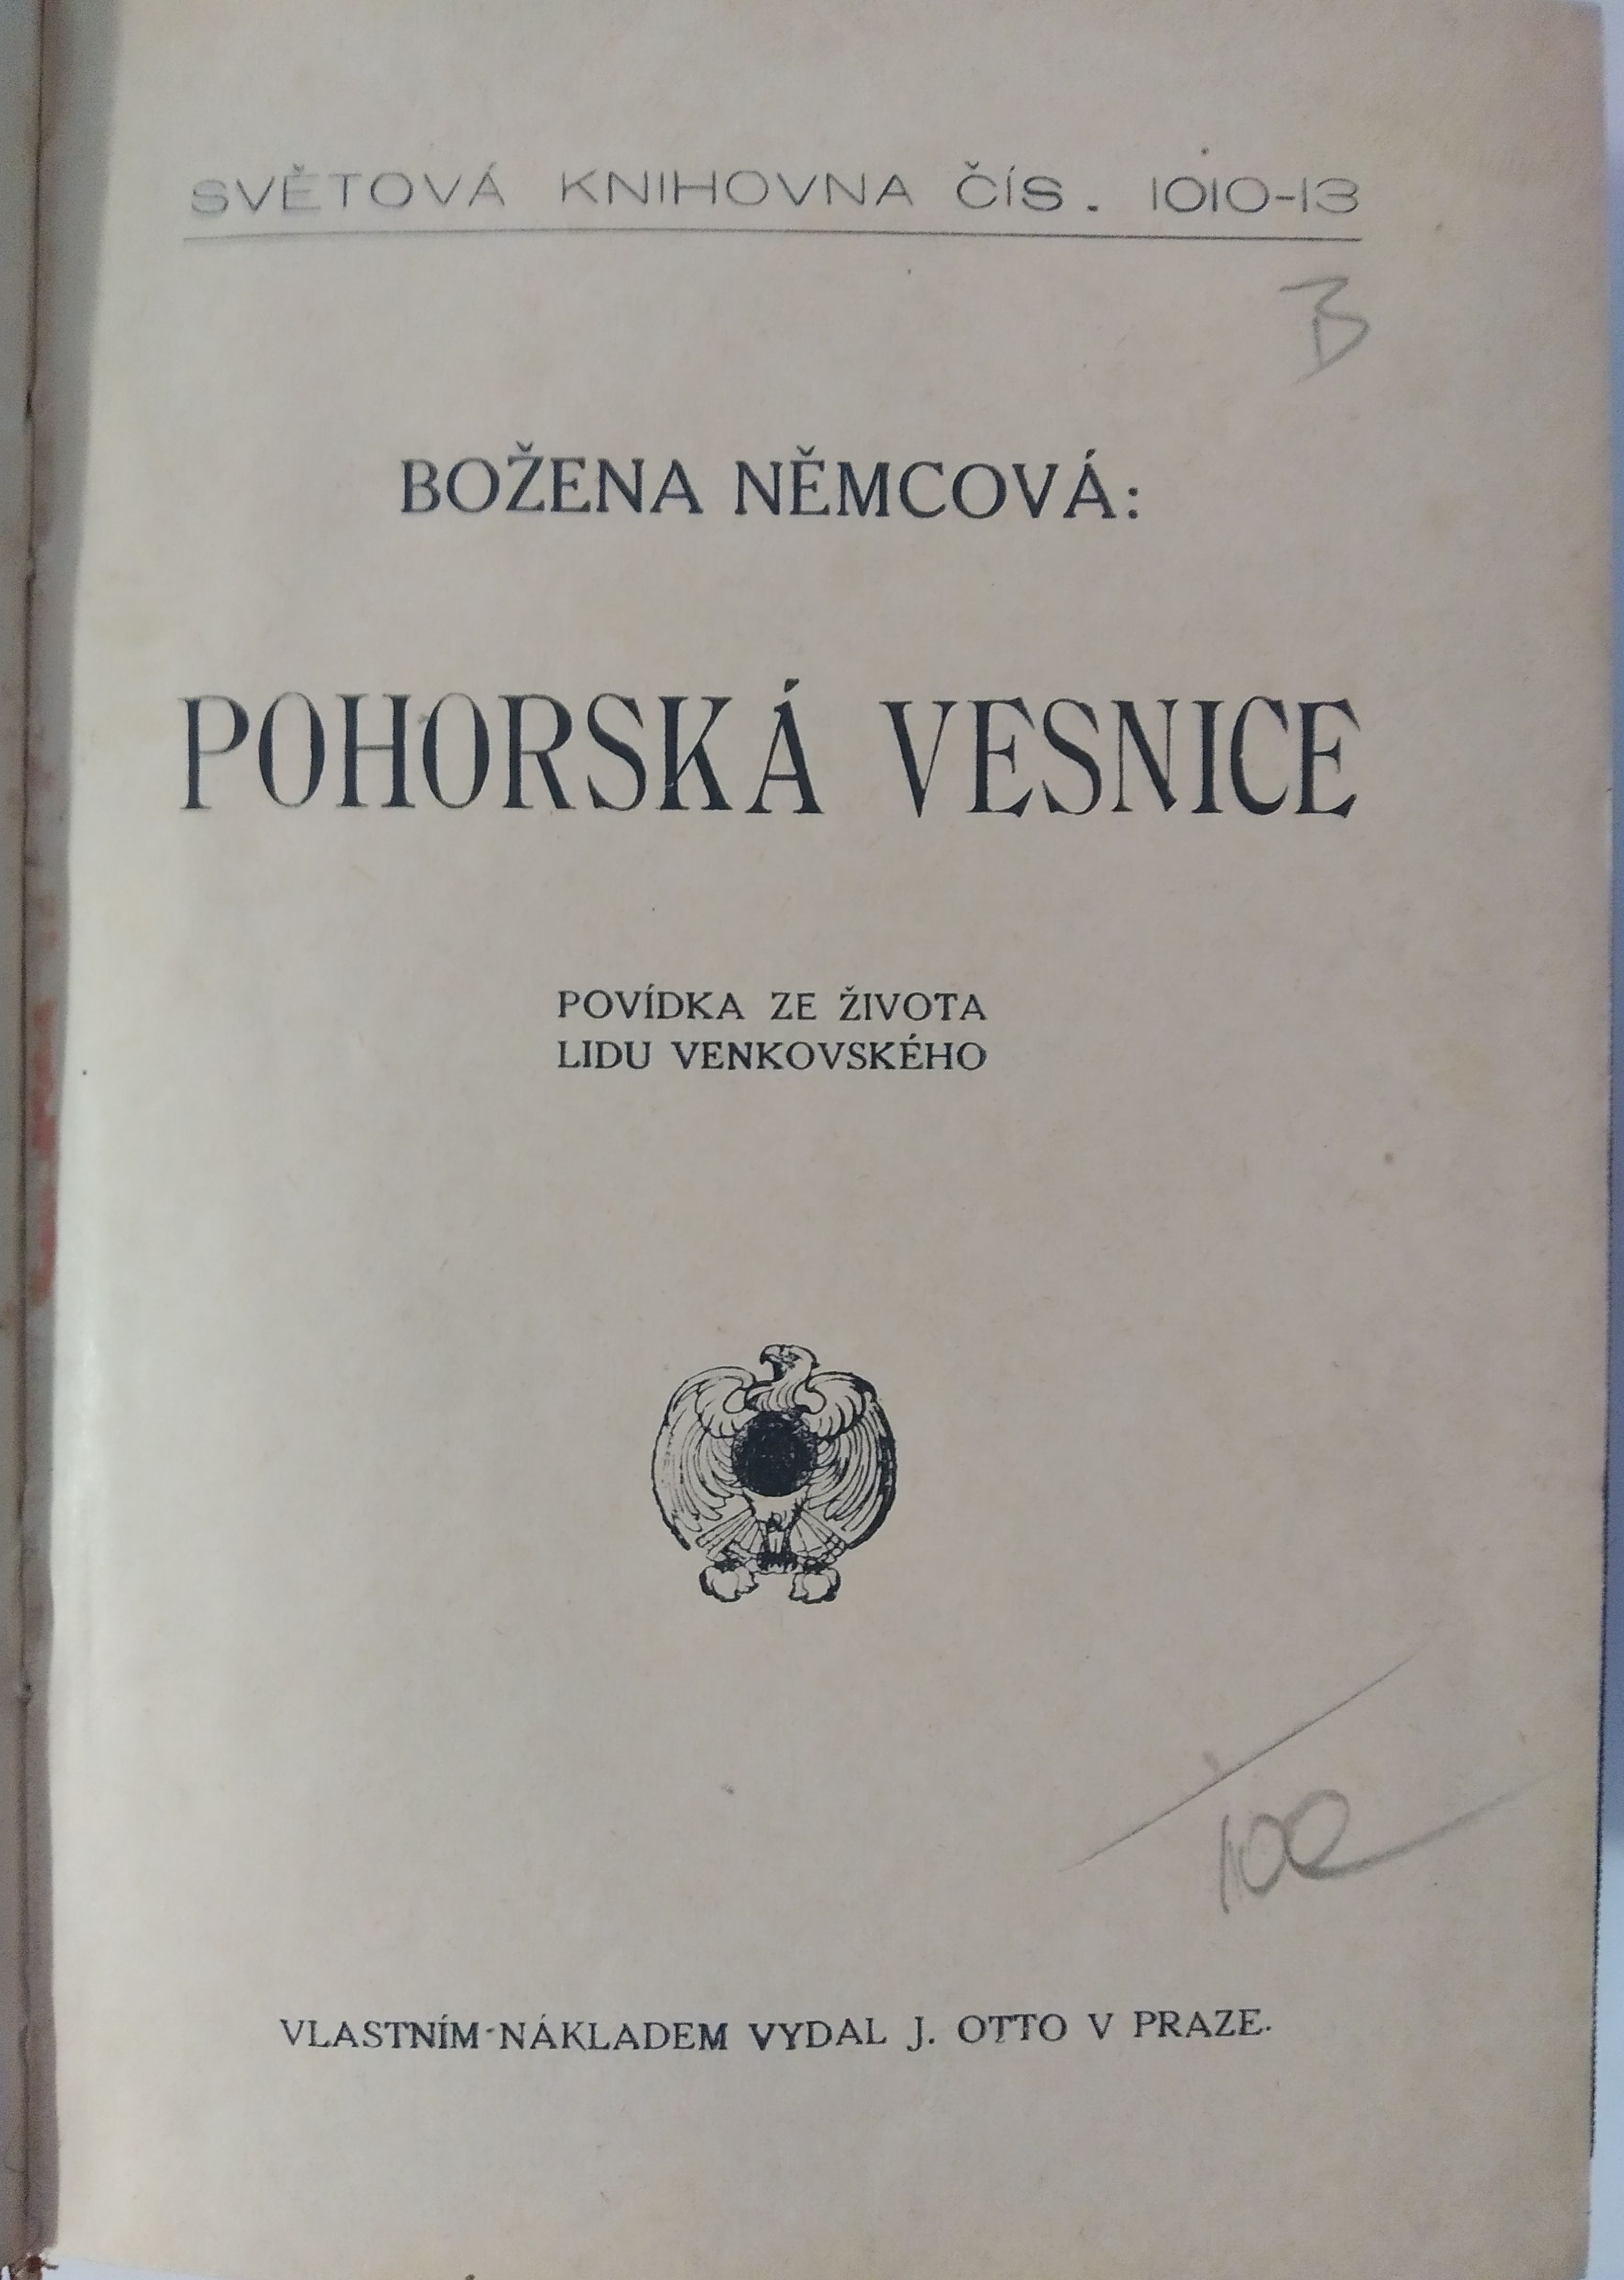 SVĚTOVÁ KNIHOVNA ČÍS. 1010-13
BOŽENA NĚMCOVÁ:
POHORSKÁ VESNICE
POVÍDKA ZE ŽIVOTA
LIDU VENKOVSKÉHO
VLASTNÍM NÁKLADEM VYDAL J. OTTO V PRAZE.